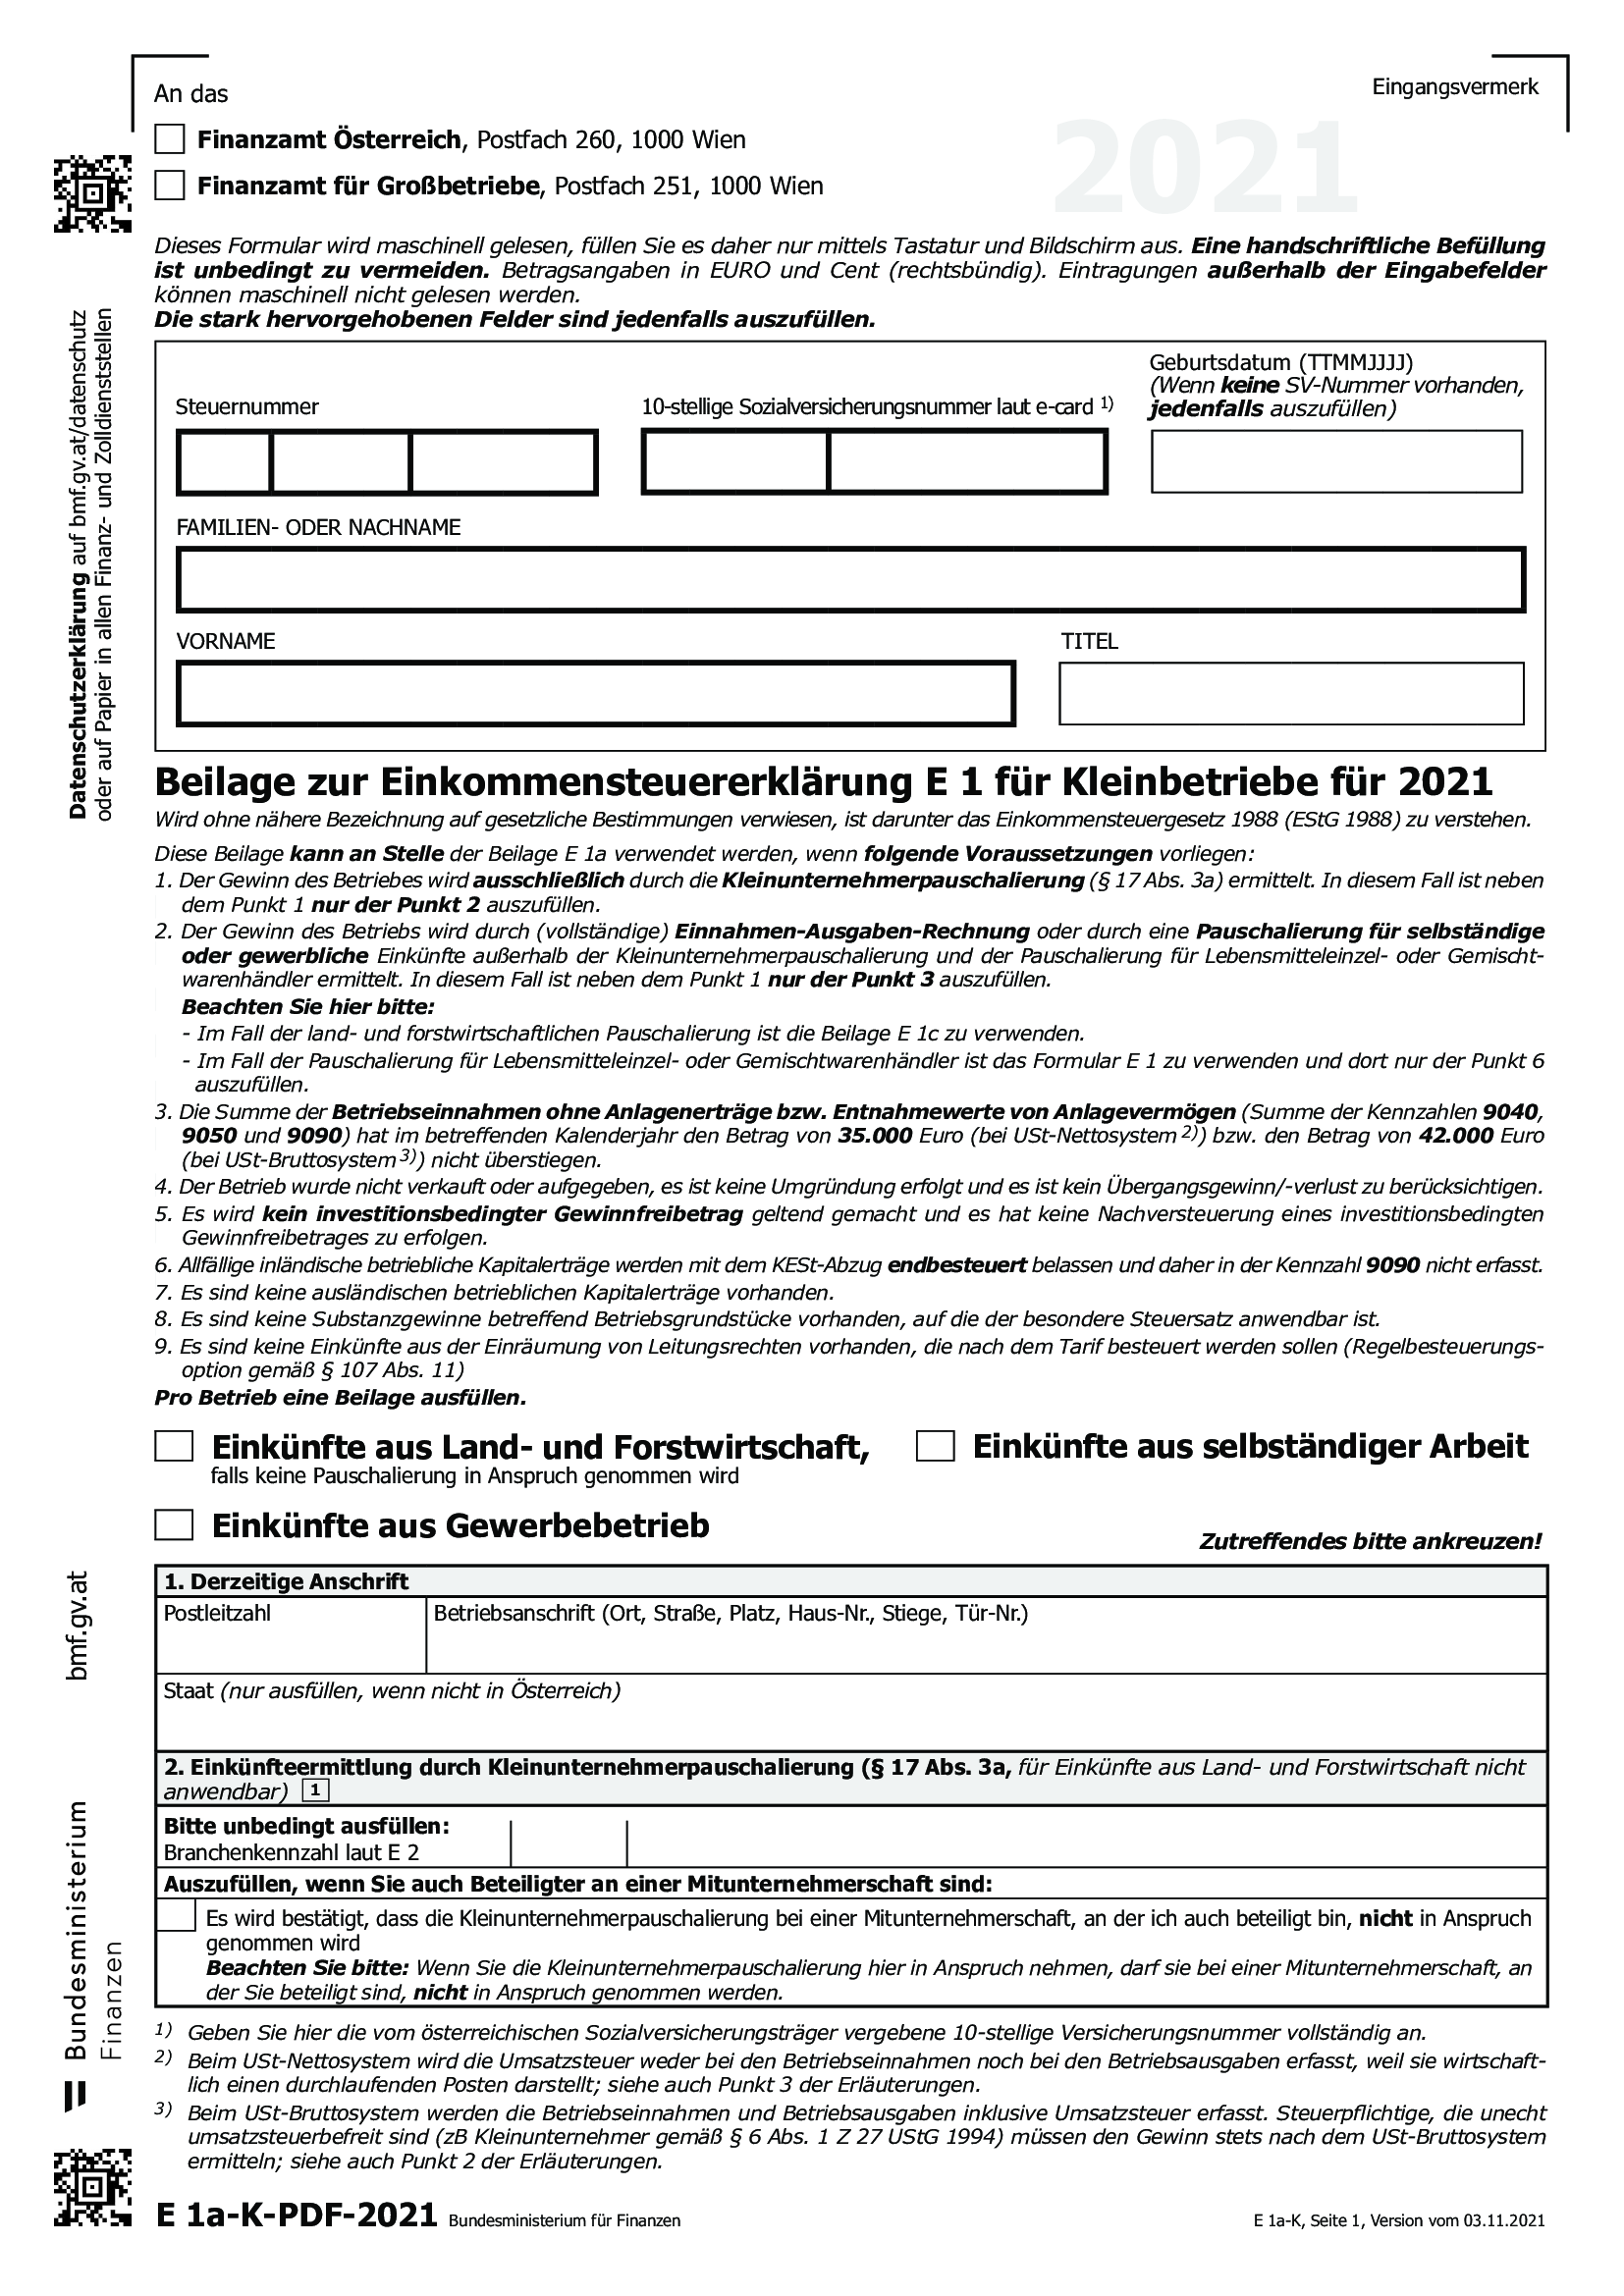 An das
Eingangsvermerk
Finanzamt Österreich, Postfach 260, 1000 Wien
Finanzamt für Großbetriebe, Postfach 251, 1000 Wien
2021
Dieses Formular wird maschinell gelesen, füllen Sie es daher nur mittels Tastatur und Bildschirm aus. Eine handschriftliche Befüllung
ist unbedingt zu vermeiden. Betragsangaben in EURO und Cent (rechtsbündig). Eintragungen außerhalb der Eingabefelder
können maschinell nicht gelesen werden.
Die stark hervorgehobenen Felder sind jedenfalls auszufüllen.
Steuernummer
10-stellige Sozialversicherungsnummer laut e-card 1)
Geburtsdatum (TTMMJJJJ)
(Wenn keine SV-Nummer vorhanden,
jedenfalls auszufüllen)
FAMILIEN- ODER NACHNAME
VORNAME
TITEL
Beilage zur Einkommensteuererklärung E 1 für Kleinbetriebe für 2021
Wird ohne nähere Bezeichnung auf gesetzliche Bestimmungen verwiesen, ist darunter das Einkommensteuergesetz 1988 (EStG 1988) zu verstehen.
Diese Beilage kann an Stelle der Beilage E 1a verwendet werden, wenn folgende Voraussetzungen vorliegen:
1. Der Gewinn des Betriebes wird ausschließlich durch die Kleinunternehmerpauschalierung (§ 17 Abs. 3a) ermittelt. In diesem Fall ist neben
dem Punkt 1 nur der Punkt 2 auszufüllen.
2. Der Gewinn des Betriebs wird durch (vollständige) Einnahmen-Ausgaben-Rechnung oder durch eine Pauschalierung für selbständige
oder gewerbliche Einkünfte außerhalb der Kleinunternehmerpauschalierung und der Pauschalierung für Lebensmitteleinzel- oder Gemischt-
warenhändler ermittelt. In diesem Fall ist neben dem Punkt 1 nur der Punkt 3 auszufüllen.
Beachten Sie hier bitte:
- Im Fall der land- und forstwirtschaftlichen Pauschalierung ist die Beilage E 1c zu verwenden.
- Im Fall der Pauschalierung für Lebensmitteleinzel- oder Gemischtwarenhändler ist das Formular E 1 zu verwenden und dort nur der Punkt 6
auszufüllen.
3. Die Summe der Betriebseinnahmen ohne Anlagenerträge bzw. Entnahmewerte von Anlagevermögen (Summe der Kennzahlen 9040,
9050 und 9090) hat im betreffenden Kalenderjahr den Betrag von 35.000 Euro (bei USt-Nettosystem 2)) bzw. den Betrag von 42.000 Euro
(bei USt-Bruttosystem 3)) nicht überstiegen.
4. Der Betrieb wurde nicht verkauft oder aufgegeben, es ist keine Umgründung erfolgt und es ist kein Übergangsgewinn/-verlust zu berücksichtigen.
5. Es wird kein investitionsbedingter Gewinnfreibetrag geltend gemacht und es hat keine Nachversteuerung eines investitionsbedingten
Gewinnfreibetrages zu erfolgen.
6. Allfällige inländische betriebliche Kapitalerträge werden mit dem KESt-Abzug endbesteuert belassen und daher in der Kennzahl 9090 nicht erfasst.
7. Es sind keine ausländischen betrieblichen Kapitalerträge vorhanden.
8. Es sind keine Substanzgewinne betreffend Betriebsgrundstücke vorhanden, auf die der besondere Steuersatz anwendbar ist.
9. Es sind keine Einkünfte aus der Einräumung von Leitungsrechten vorhanden, die nach dem Tarif besteuert werden sollen (Regelbesteuerungs-
option gemäß § 107 Abs. 11)
Pro Betrieb eine Beilage ausfüllen.
Einkünfte aus Land- und Forstwirtschaft,
falls keine Pauschalierung in Anspruch genommen wird
Einkünfte aus selbständiger Arbeit
Einkünfte aus Gewerbebetrieb
Zutreffendes bitte ankreuzen!
1. Derzeitige Anschrift
Postleitzahl
Betriebsanschrift (Ort, Straße, Platz, Haus-Nr., Stiege, Tür-Nr.)
Staat (nur ausfüllen, wenn nicht in Österreich)
2. Einkünfteermittlung durch Kleinunternehmerpauschalierung (§ 17 Abs. 3a, für Einkünfte aus Land- und Forstwirtschaft nicht
anwendbar) 1
Bitte unbedingt ausfüllen:
Branchenkennzahl laut E 2
Auszufüllen, wenn Sie auch Beteiligter an einer Mitunternehmerschaft sind:
Es wird bestätigt, dass die Kleinunternehmerpauschalierung bei einer Mitunternehmerschaft, an der ich auch beteiligt bin, nicht in Anspruch
genommen wird
Beachten Sie bitte: Wenn Sie die Kleinunternehmerpauschalierung hier in Anspruch nehmen, darf sie bei einer Mitunternehmerschaft, an
der Sie beteiligt sind, nicht in Anspruch genommen werden.
1) Geben Sie hier die vom österreichischen Sozialversicherungsträger vergebene 10-stellige Versicherungsnummer vollständig an.
2) Beim USt-Nettosystem wird die Umsatzsteuer weder bei den Betriebseinnahmen noch bei den Betriebsausgaben erfasst, weil sie wirtschaft-
lich einen durchlaufenden Posten darstellt; siehe auch Punkt 3 der Erläuterungen.
3) Beim USt-Bruttosystem werden die Betriebseinnahmen und Betriebsausgaben inklusive Umsatzsteuer erfasst. Steuerpflichtige, die unecht
umsatzsteuerbefreit sind (zB Kleinunternehmer gemäß § 6 Abs. 1 Z 27 UStG 1994) müssen den Gewinn stets nach dem USt-Bruttosystem
ermitteln; siehe auch Punkt 2 der Erläuterungen.
E 1a-K-PDF-2021 Bundesministerium für Finanzen
E 1a-K, Seite 1, Version vom 03.11.2021
Datenschutzerklärung auf bmf.gv.at/datenschutz
oder auf Papier in allen Finanz- und Zolldienststellen
bmf.gv.at
Bundesministerium
Finanzen